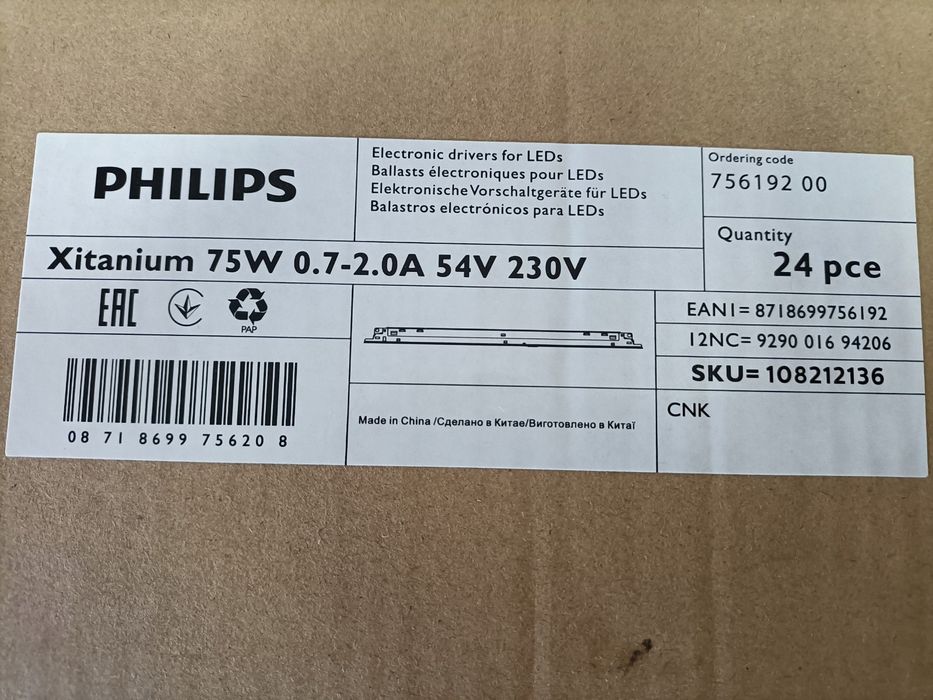 PHILIPS
Electronic drivers for LEDs
Ballasts électroniques pour LEDs
Elektronische Vorschaltgeräte für LEDs
Balastros electrónicos para LEDs
Ordering code
756192 00
Xitanium 75W 0.7-2.0A 54V 230V
Quantity
24 pce
EAC
PAP
EAN1= 8718699756192
12NC= 9290 016 94206
SKU= 108212136
08 71 8699 75620 8
Made in China /Сделано в Китае/Виготовлено в Китаї
CNK